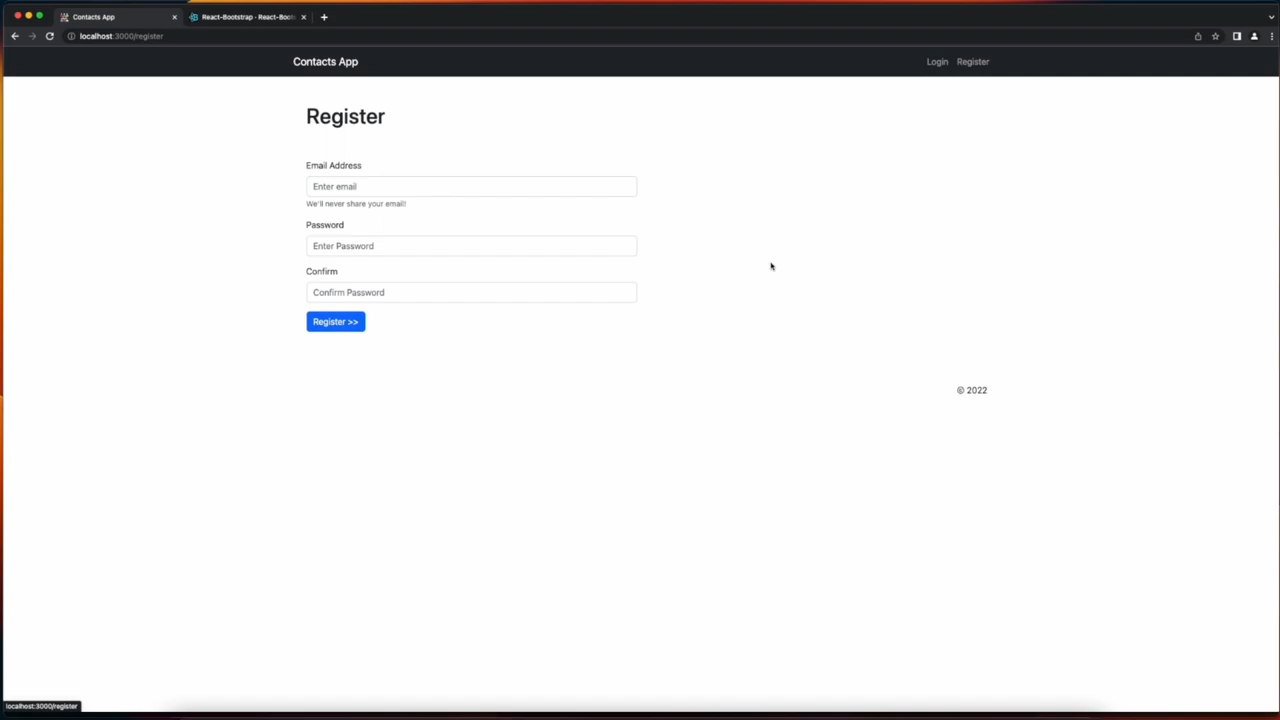 Contacts App
React-Bootstrap · React-Boots
localhost:3000/register
Contacts App
Login
Register
Register
Email Address
Enter email
We'll never share your email!
Password
Enter Password
Confirm
Confirm Password
Register >>
© 2022
localhost:3000/register